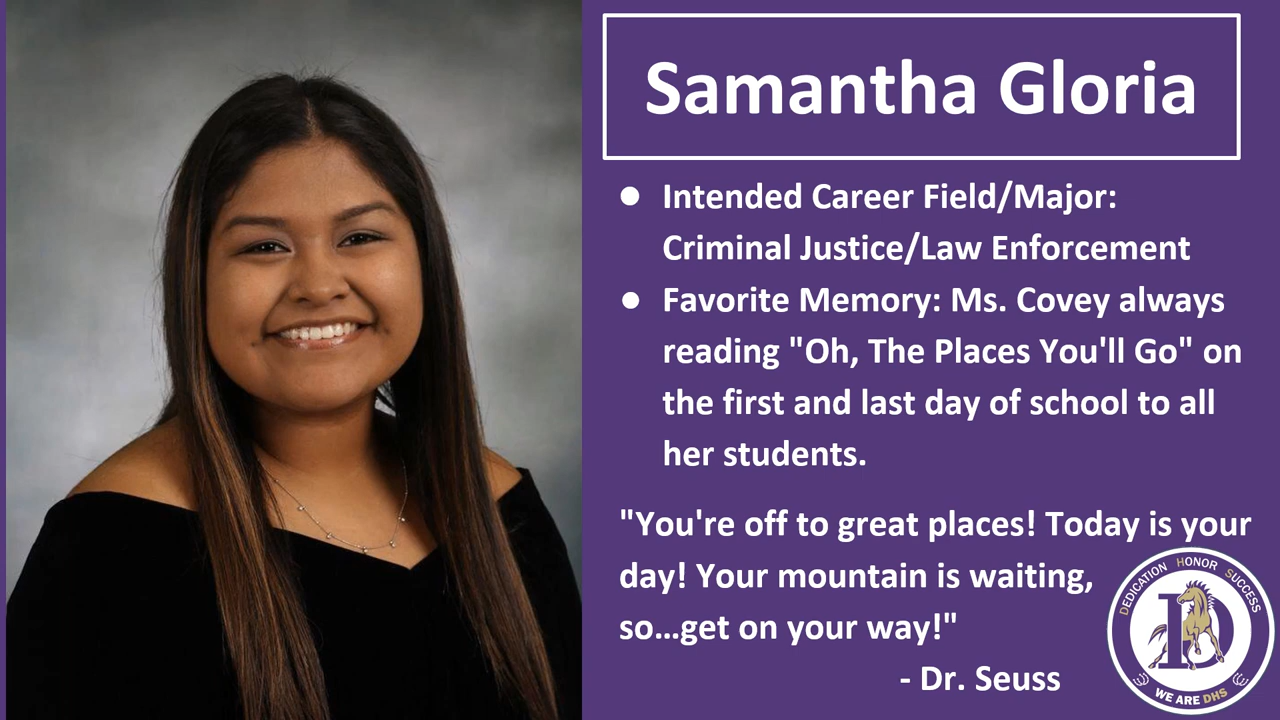 Samantha Gloria
● Intended Career Field/Major:
Criminal Justice/Law Enforcement
● Favorite Memory: Ms. Covey always
reading "Oh, The Places You'll Go" on
the first and last day of school to all
her students.
"You're off to great places! Today is your
day! Your mountain is waiting,
so...get on your way!"
- Dr. Seuss
DEDICATION HONOR SUCCESS
D
WE ARE DHS